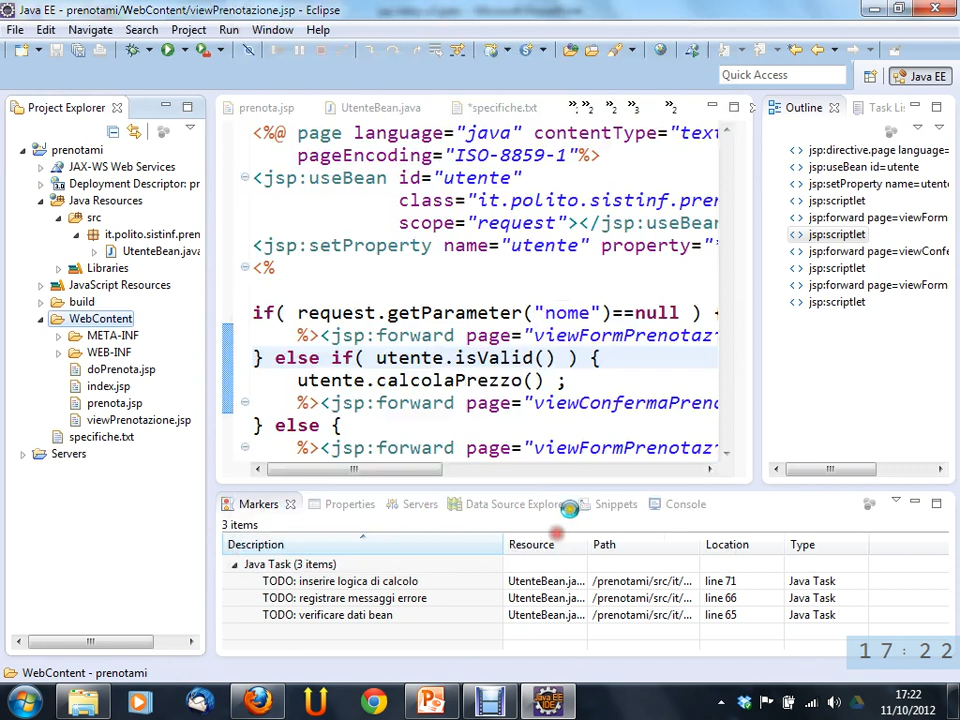 Java EE - prenotami/WebContent/viewPrenotazione.jsp - Eclipse
File Edit Navigate Search Project Run Window Help
Quick Access
Java EE
Project Explorer
prenotami
JAX-WS Web Services
Deployment Descriptor: pr
Java Resources
src
it.polito.sistinf.pren
UtenteBean.java
Libraries
JavaScript Resources
build
WebContent
META-INF
WEB-INF
doPrenota.jsp
index.jsp
prenota.jsp
viewPrenotazione.jsp
specifiche.txt
Servers
prenota.jsp UtenteBean.java *specifiche.txt »2 »2 »3 »2
<%@ page language="java" contentType="tex
pageEncoding="ISO-8859-1"%>
<jsp:useBean id="utente"
class="it.polito.sistinf.pre
scope="request"></jsp:useBean
<jsp:setProperty name="utente" property="*
<%
if( request.getParameter("nome")==null ) {
%><jsp:forward page="viewFormPrenotaz
} else if( utente.isValid() ) {
utente.calcolaPrezzo() ;
%><jsp:forward page="viewConfermaPreno
} else {
%><jsp:forward page="viewFormPrenotaz
Outline Task Lis
jsp:directive.page language=
jsp:useBean id=utente
jsp:setProperty name=utente
jsp:scriptlet
jsp:forward page=viewForm
jsp:scriptlet
jsp:forward page=viewConfe
jsp:scriptlet
jsp:forward page=viewForm
jsp:scriptlet
Markers Properties Servers Data Source Explore Snippets Console
3 items
Description Resource Path Location Type
Java Task (3 items)
TODO: inserire logica di calcolo UtenteBean.ja... /prenotami/src/it/... line 71 Java Task
TODO: registrare messaggi errore UtenteBean.ja... /prenotami/src/it/... line 66 Java Task
TODO: verificare dati bean UtenteBean.ja... /prenotami/src/it/... line 65 Java Task
17:22
WebContent - prenotami
17:22
11/10/2012